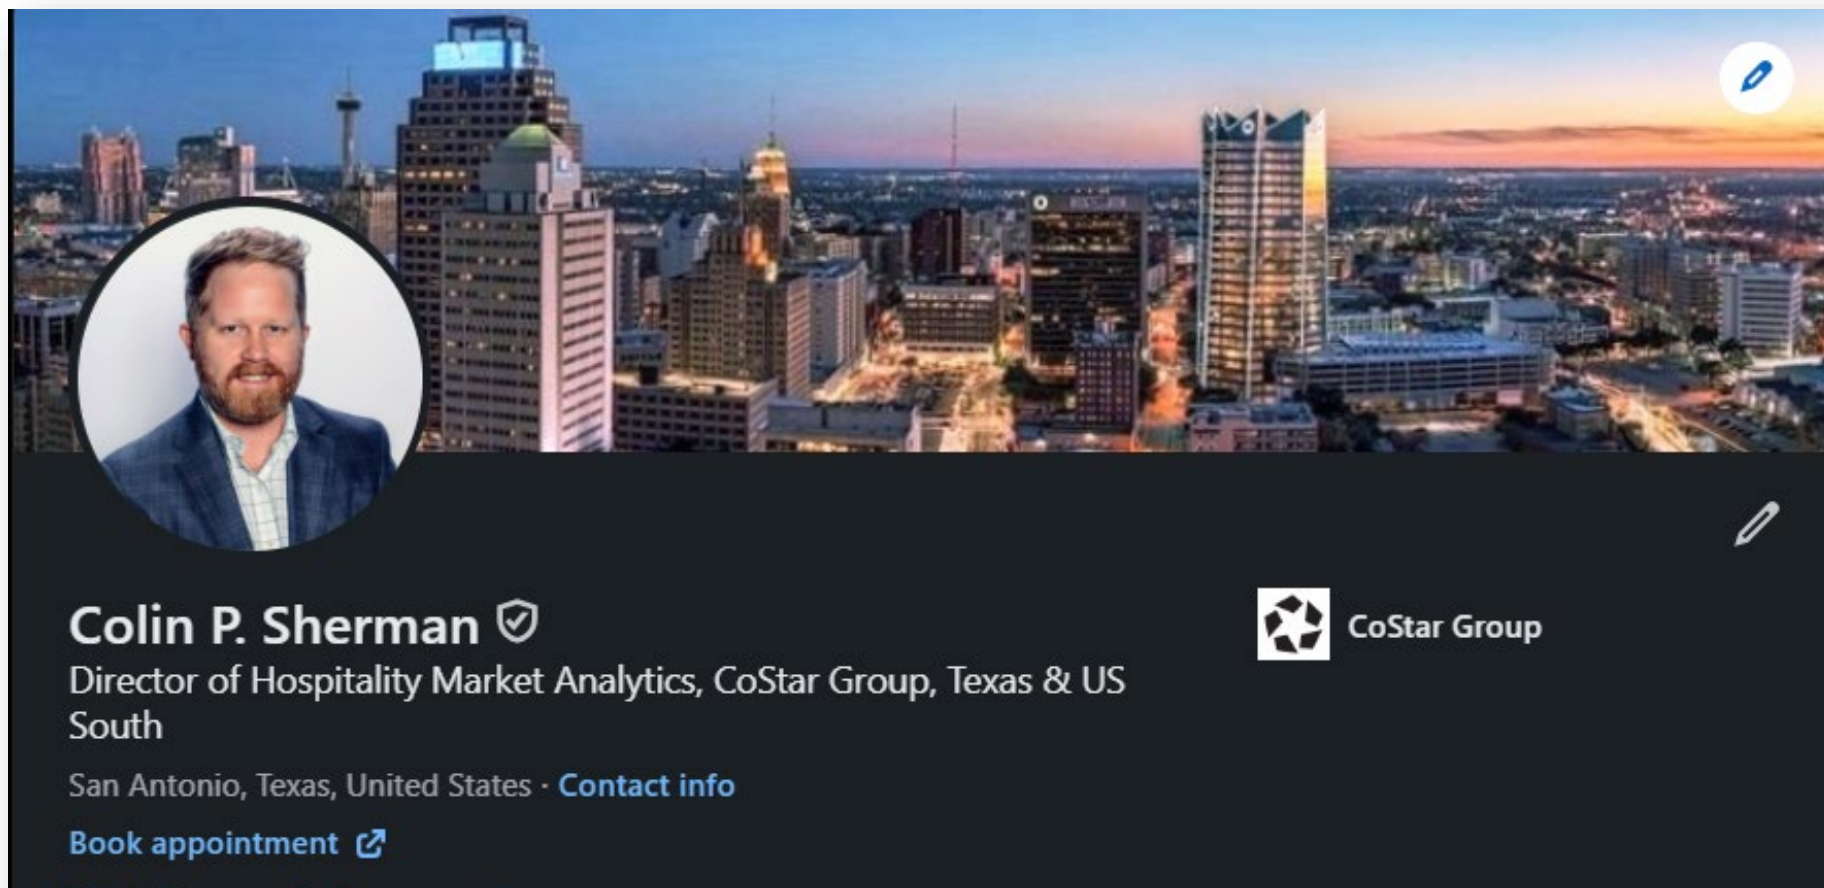 Colin P. Sherman
Director of Hospitality Market Analytics, CoStar Group, Texas & US
South
San Antonio, Texas, United States · Contact info
Book appointment
CoStar Group